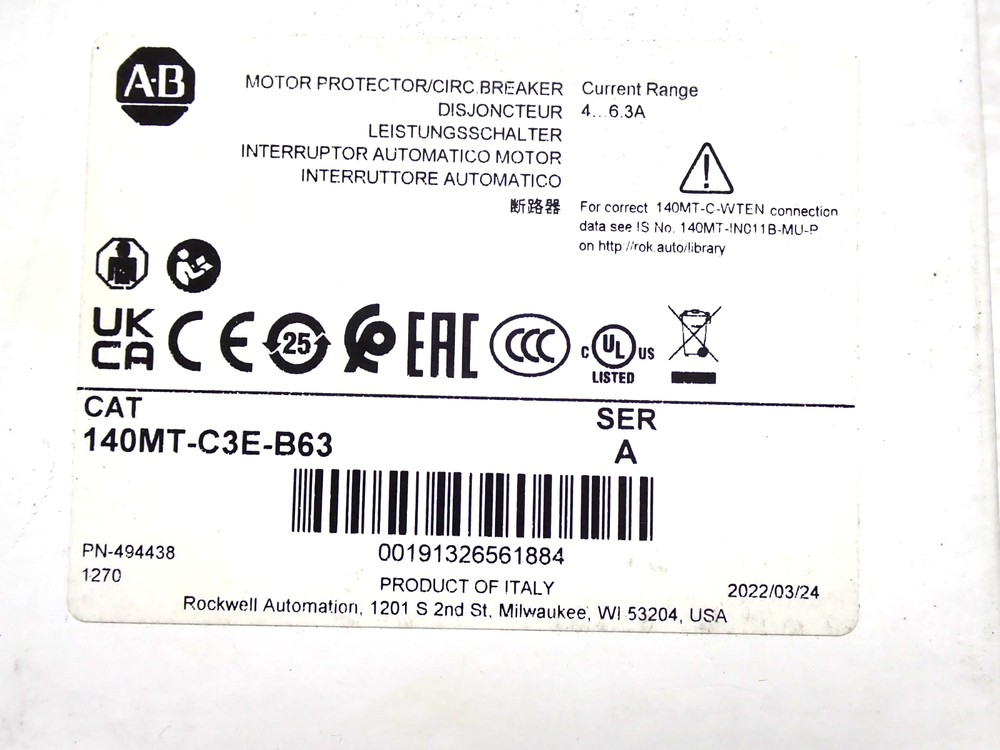 A-B
MOTOR PROTECTOR/CIRC.BREAKER
DISJONCTEUR
LEISTUNGSSCHALTER
INTERRUPTOR AUTOMATICO MOTOR
INTERRUTTORE AUTOMATICO
断路器
Current Range
4...6.3A
For correct 140MT-C-WTEN connection
data see IS No. 140MT-IN011B-MU-P
on http://rok.auto/library
UK
CA
CE
25
EAC
CCC
c UL US
LISTED
CAT
140MT-C3E-B63
SER
A
00191326561884
PN-494438
1270
PRODUCT OF ITALY
2022/03/24
Rockwell Automation, 1201 S 2nd St, Milwaukee, WI 53204, USA